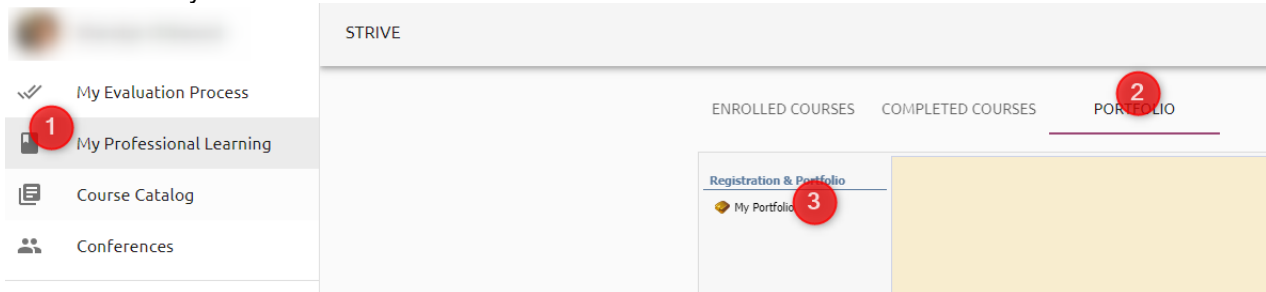 STRIVE
My Evaluation Process
1
My Professional Learning
Course Catalog
Conferences
ENROLLED COURSES COMPLETED COURSES PORTFOLIO
2
Registration & Portfolio
My Portfolio
3